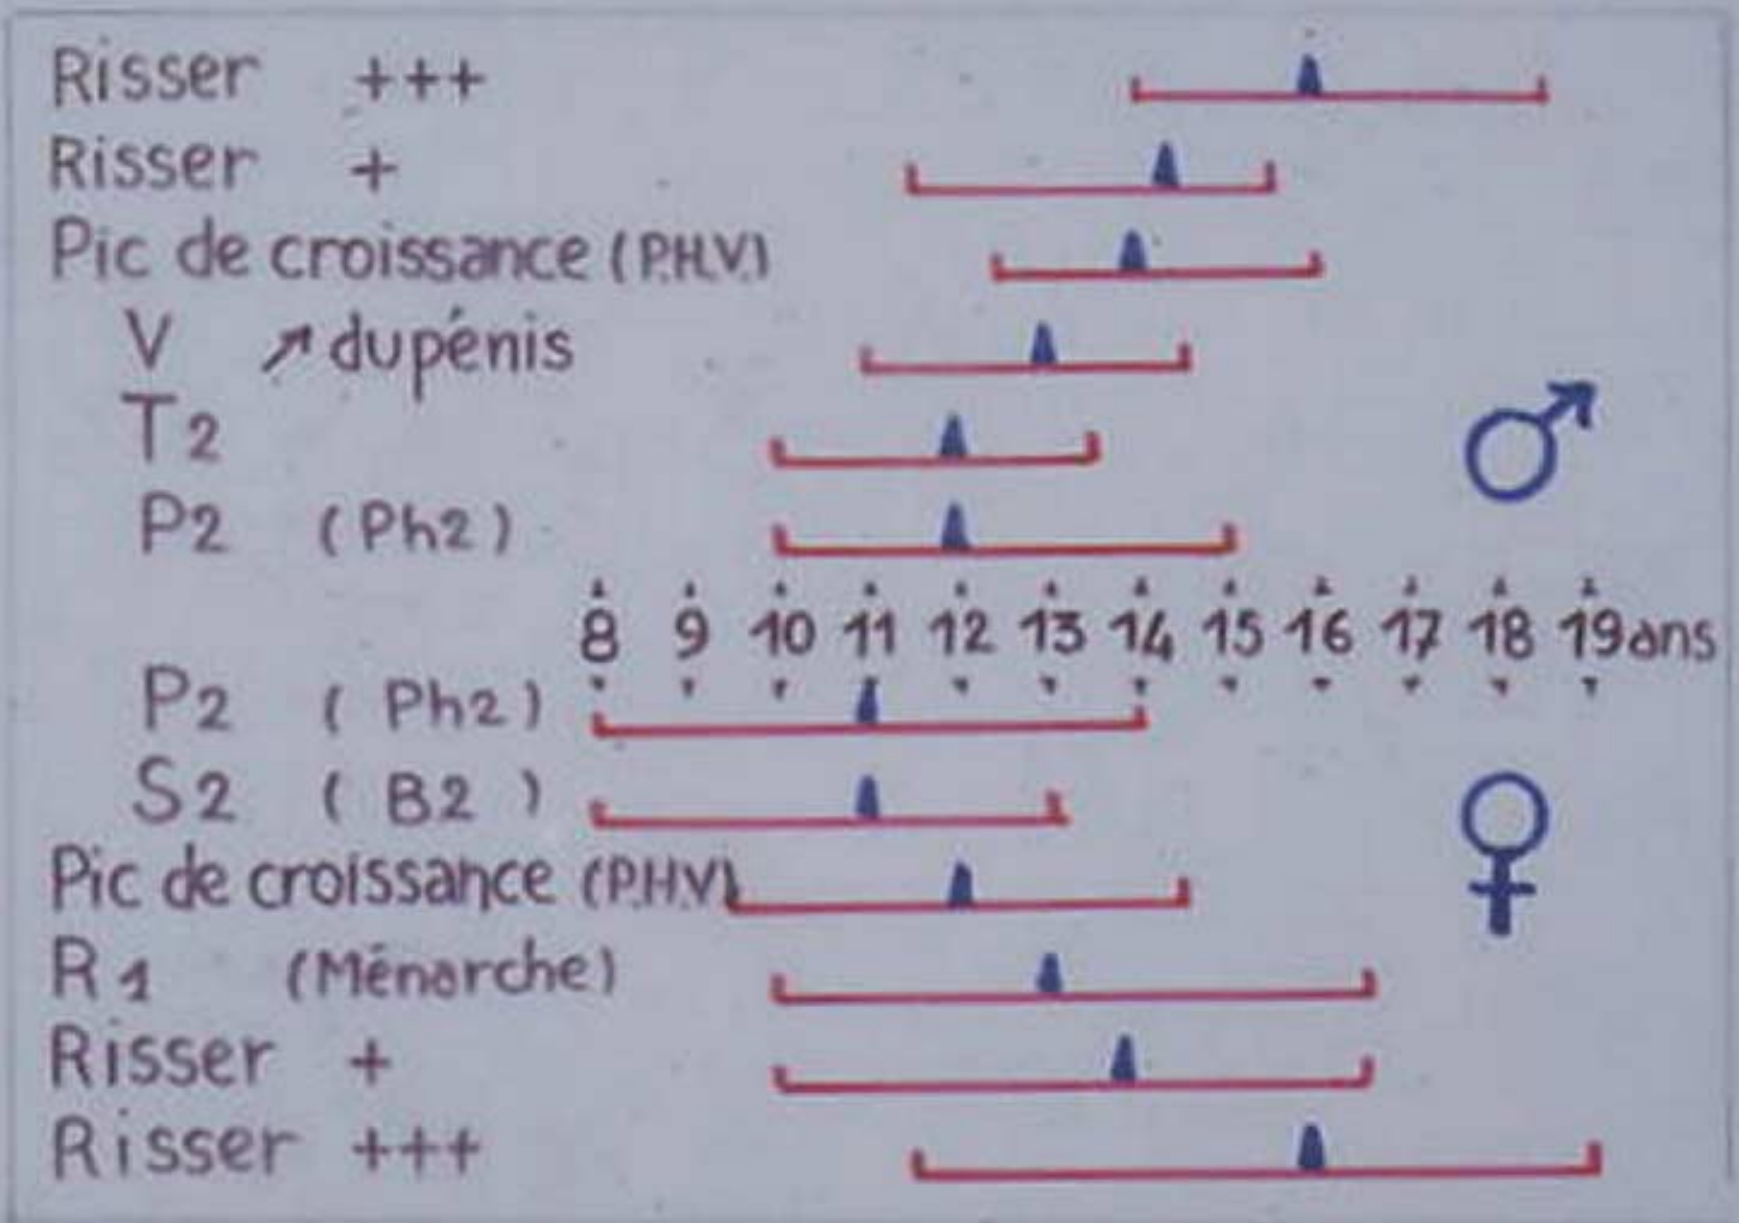 Risser +++
Risser +
Pic de croissance (P.H.V.)
V ↗ du pénis
T2
P2 (Ph2)
8 9 10 11 12 13 14 15 16 17 18 19 ans
P2 (Ph2)
S2 (B2)
Pic de croissance (P.H.V)
R1 (Ménarche)
Risser +
Risser +++